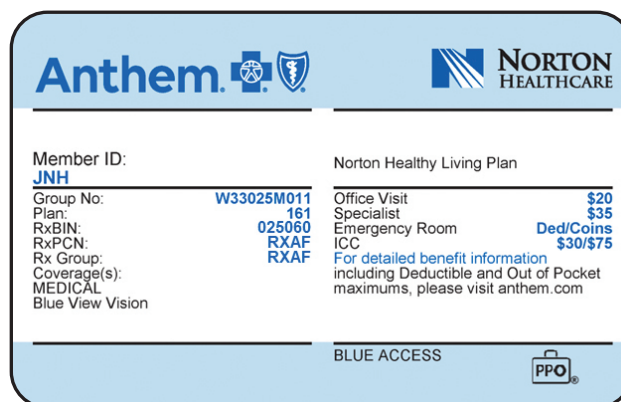 Anthem.
NORTON
HEALTHCARE
Member ID:
JNH
Group No: W33025M011
Plan: 161
RxBIN: 025060
RxPCN: RXAF
Rx Group: RXAF
Coverage(s):
MEDICAL
Blue View Vision
Norton Healthy Living Plan
Office Visit $20
Specialist $35
Emergency Room Ded/Coins
ICC $30/$75
For detailed benefit information
including Deductible and Out of Pocket
maximums, please visit anthem.com
BLUE ACCESS
PPO®